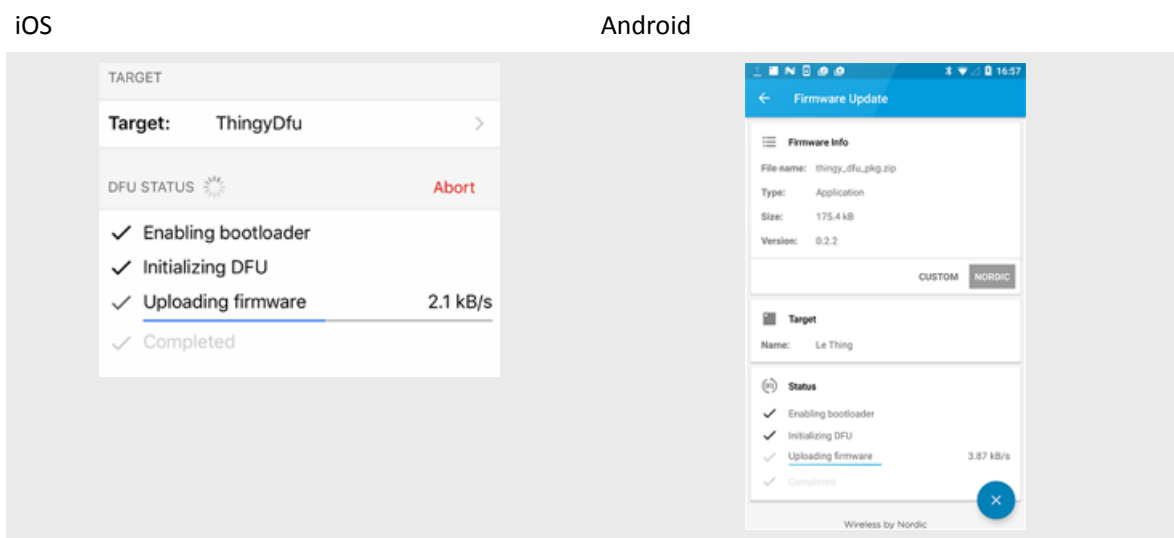 iOS
Android
TARGET
Target: ThingyDfu
DFU STATUS Abort
Enabling bootloader
Initializing DFU
Uploading firmware 2.1 kB/s
Completed
16:57
Firmware Update
Firmware Info
File name: thingy_dfu_pkg.zip
Type: Application
Size: 175.4 kB
Version: 0.2.2
CUSTOM NORDIC
Target
Name: Le Thing
Status
Enabling bootloader
Initializing DFU
Uploading firmware 3.87 kB/s
Completed
Wireless by Nordic